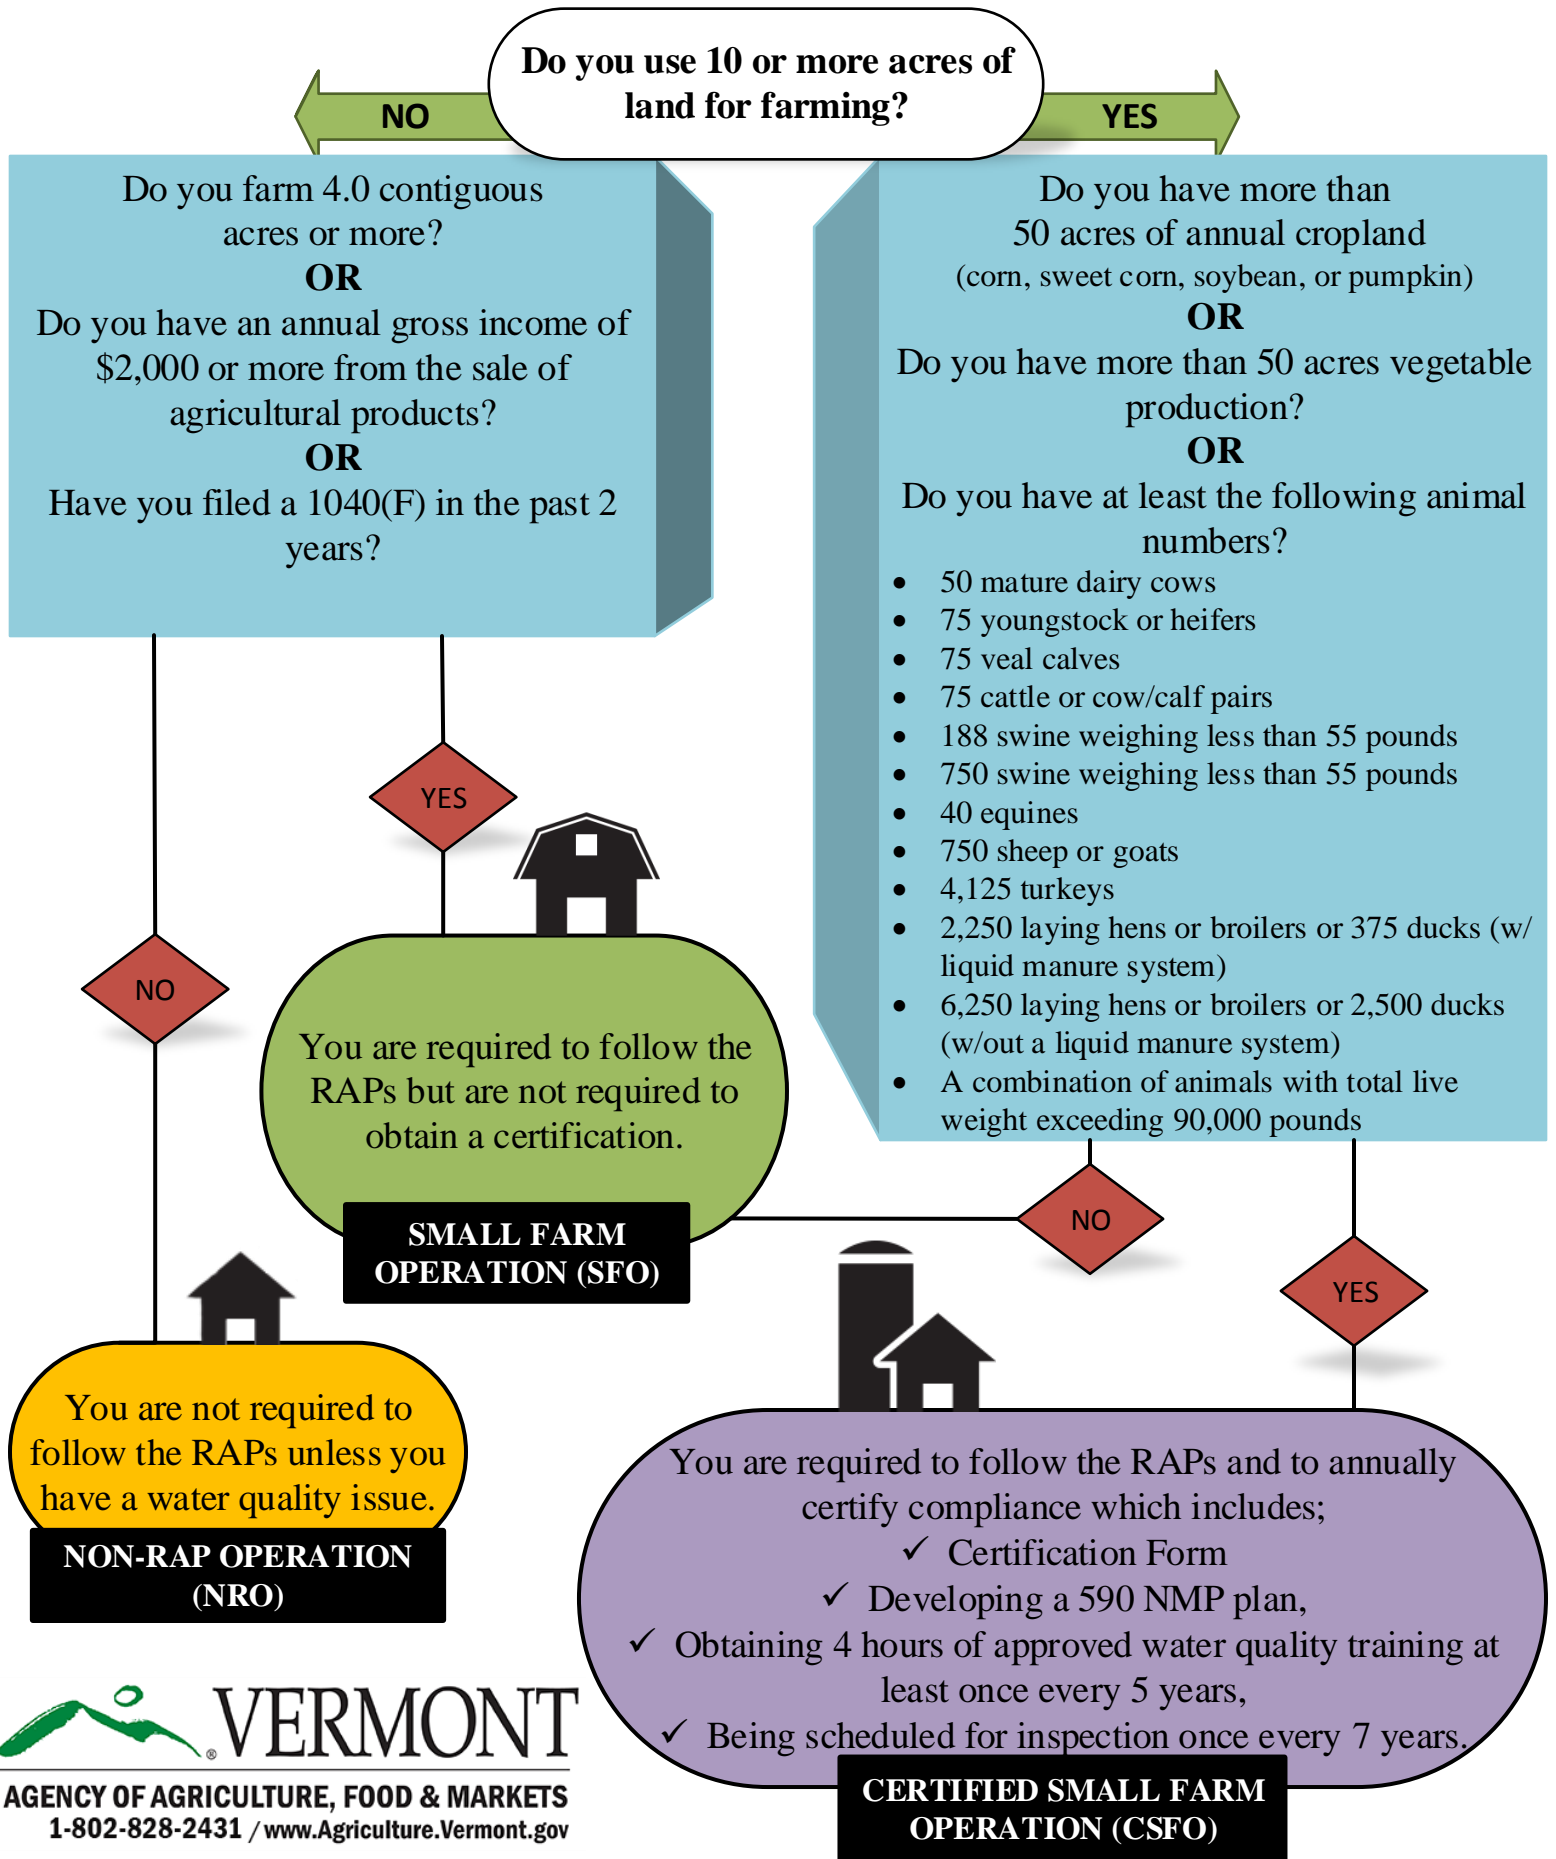 Do you use 10 or more acres of
land for farming?
NO
YES
Do you farm 4.0 contiguous
acres or more?
OR
Do you have an annual gross income of
$2,000 or more from the sale of
agricultural products?
OR
Have you filed a 1040(F) in the past 2
years?
Do you have more than
50 acres of annual cropland
(corn, sweet corn, soybean, or pumpkin)
OR
Do you have more than 50 acres vegetable
production?
OR
Do you have at least the following animal
numbers?
• 50 mature dairy cows
• 75 youngstock or heifers
• 75 veal calves
• 75 cattle or cow/calf pairs
• 188 swine weighing less than 55 pounds
• 750 swine weighing less than 55 pounds
• 40 equines
• 750 sheep or goats
• 4,125 turkeys
• 2,250 laying hens or broilers or 375 ducks (w/
liquid manure system)
• 6,250 laying hens or broilers or 2,500 ducks
(w/out a liquid manure system)
• A combination of animals with total live
weight exceeding 90,000 pounds
YES
NO
You are required to follow the
RAPs but are not required to
obtain a certification.
SMALL FARM
OPERATION (SFO)
NO
YES
You are not required to
follow the RAPs unless you
have a water quality issue.
NON-RAP OPERATION
(NRO)
You are required to follow the RAPs and to annually
certify compliance which includes;
✓ Certification Form
✓ Developing a 590 NMP plan,
✓ Obtaining 4 hours of approved water quality training at
least once every 5 years,
✓ Being scheduled for inspection once every 7 years.
CERTIFIED SMALL FARM
OPERATION (CSFO)
® VERMONT
AGENCY OF AGRICULTURE, FOOD & MARKETS
1-802-828-2431 / www.Agriculture.Vermont.gov